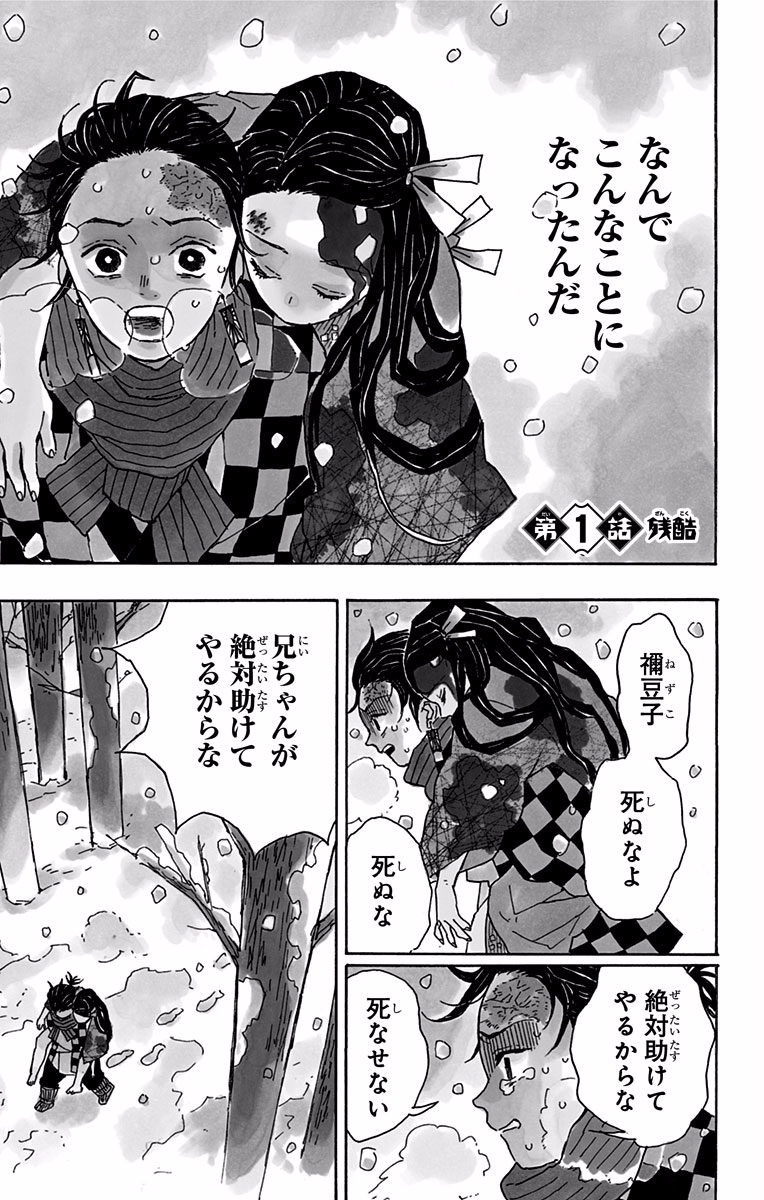 なんで
こんなことに
なったんだ
第1話 残酷
禰豆子
死ぬなよ
死ぬな
絶対助けて
やるからな
死なせない
兄ちゃんが
絶対助けて
やるからな